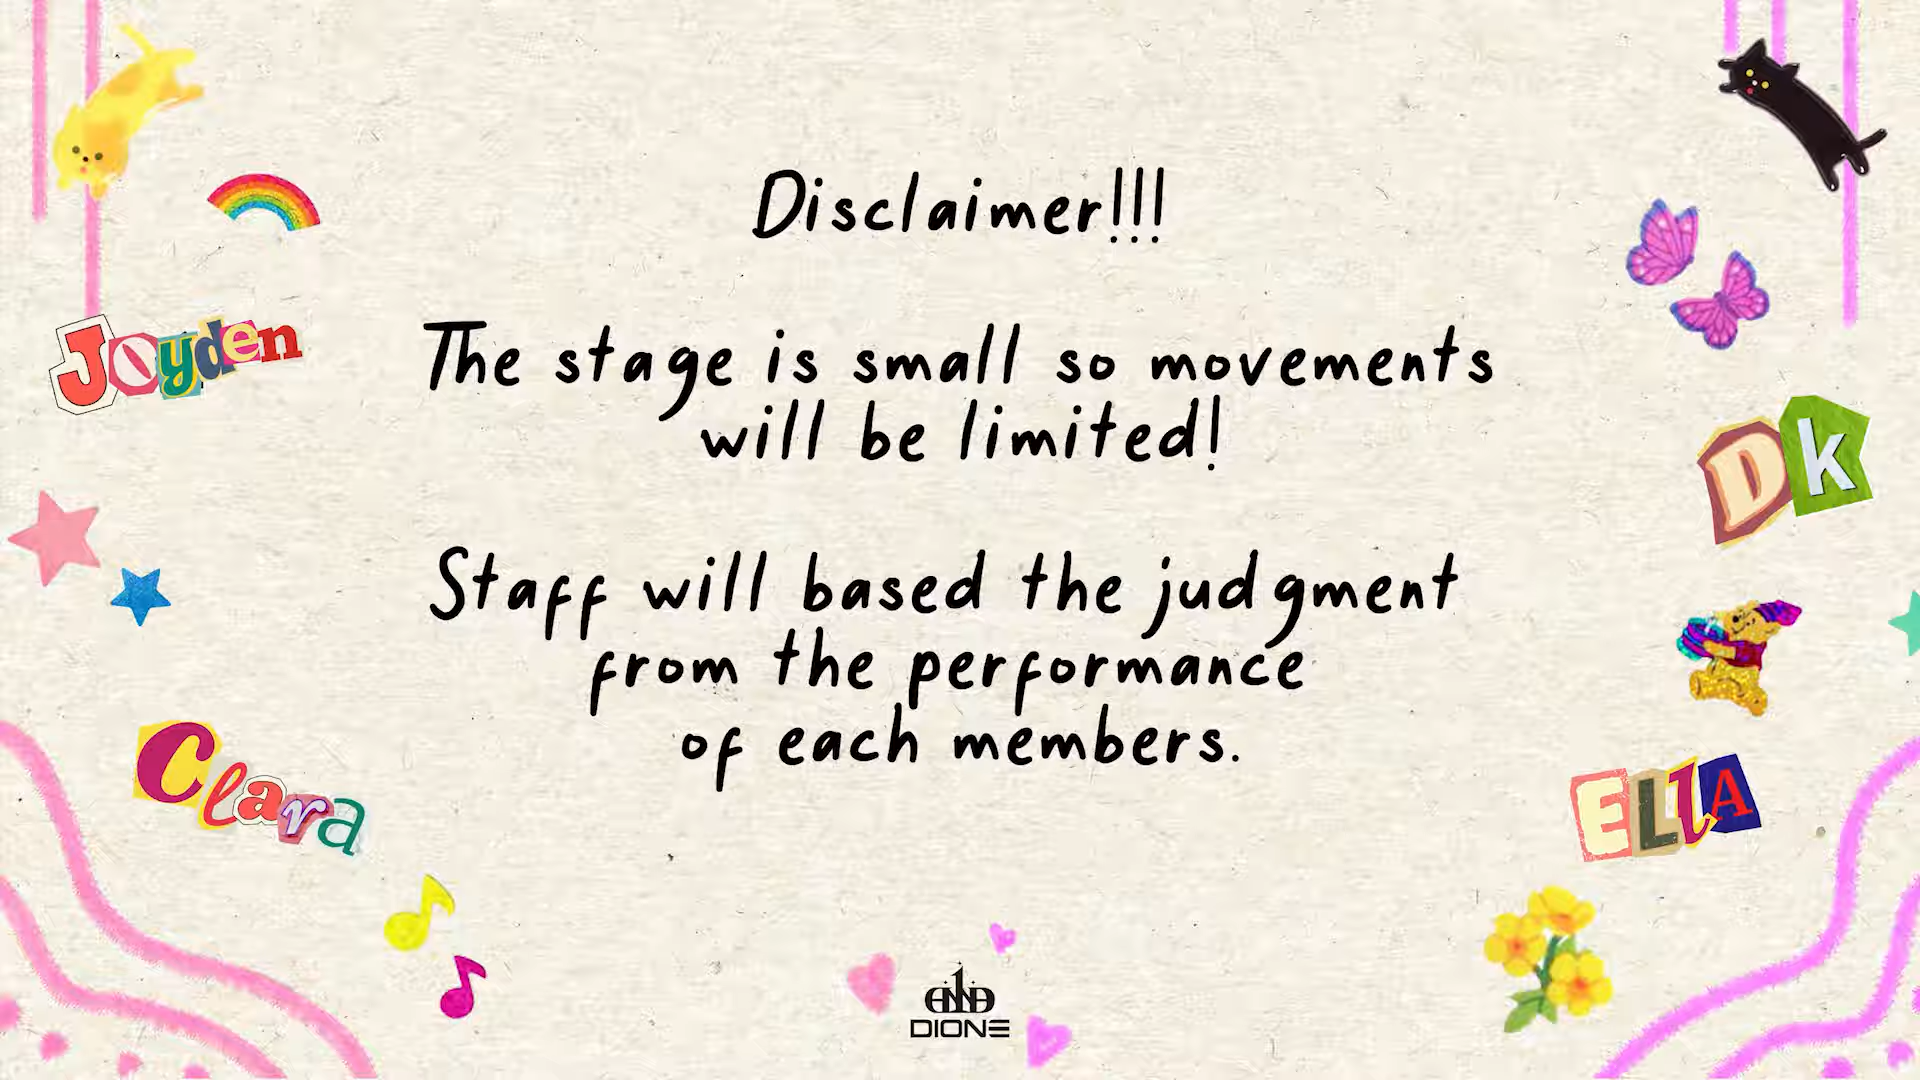 Disclaimer!!!
Joyden
The stage is small so movements
will be limited!
Dk
Staff will based the judgment
from the performance
of each members.
Clara
ELLA
DIONE